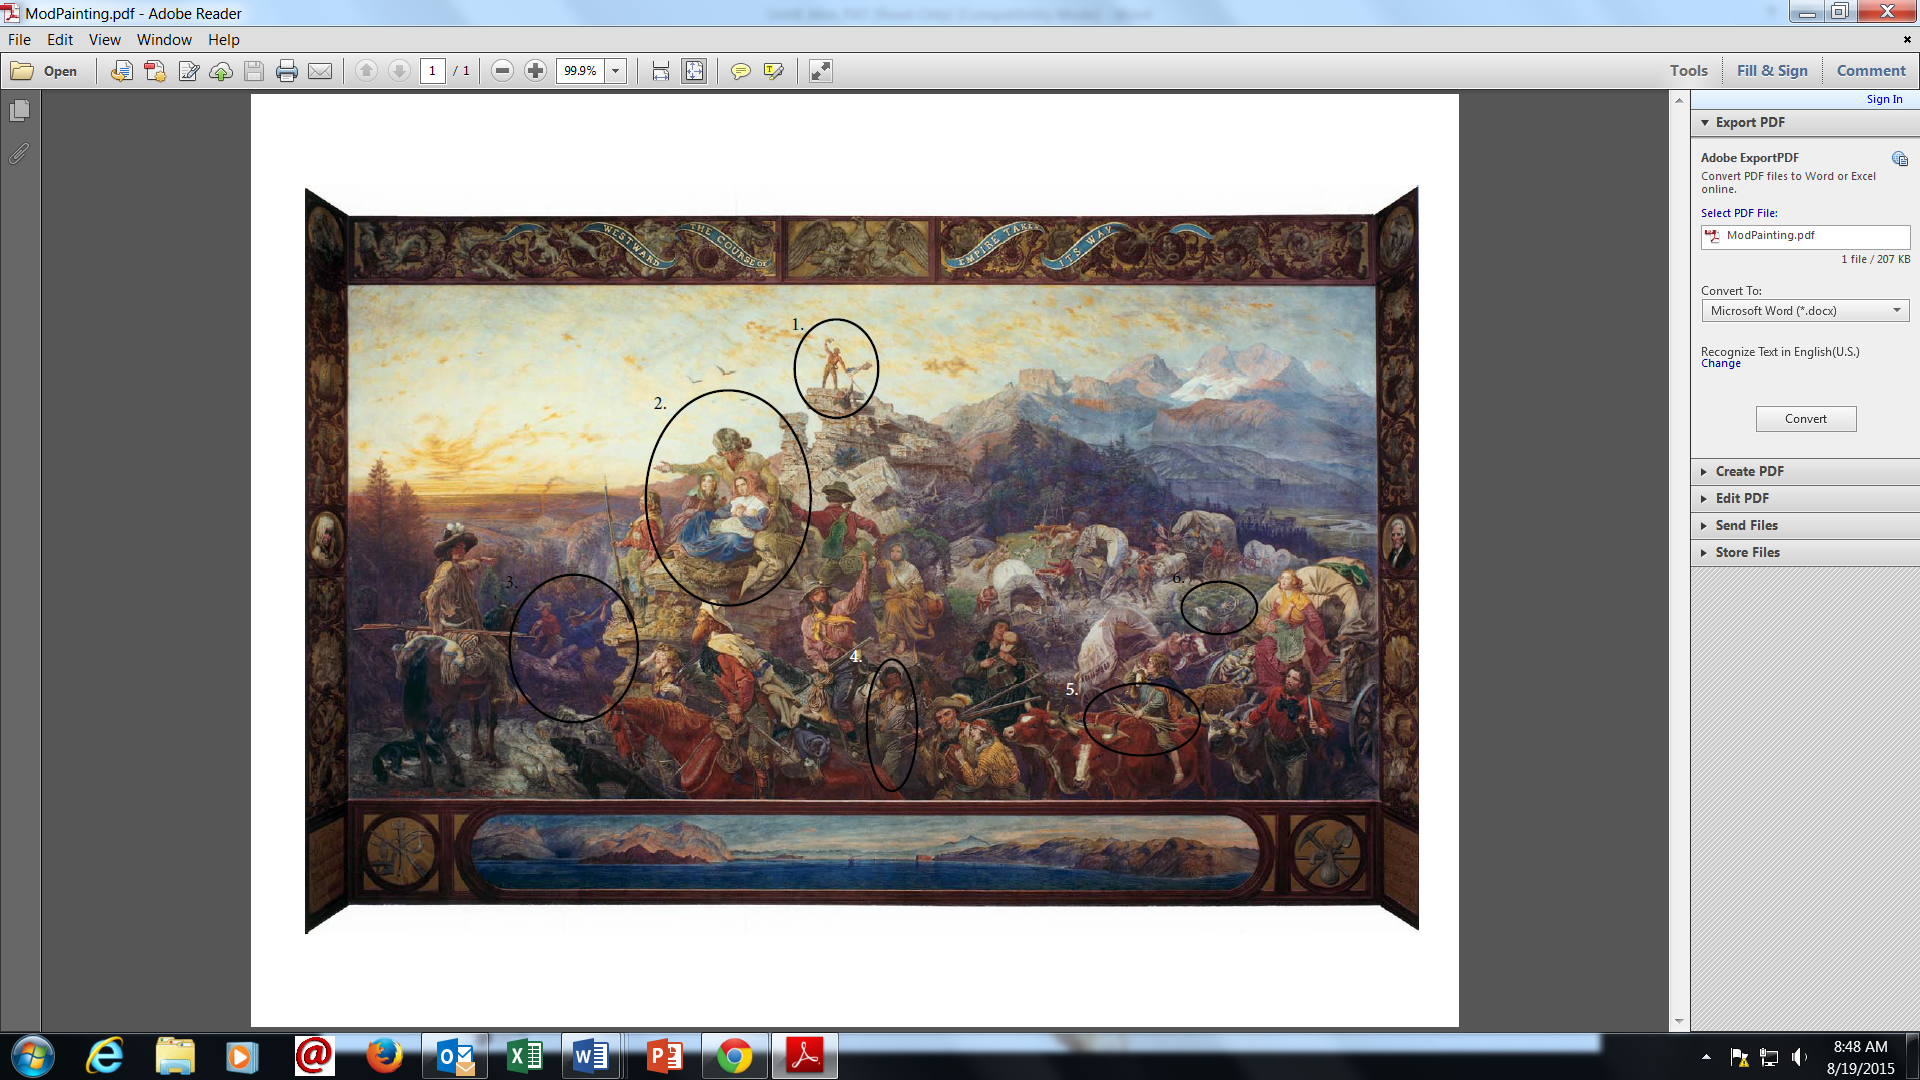 ModPainting.pdf - Adobe Reader
File Edit View Window Help
Open 1 / 1 99.9% Tools Fill & Sign Comment
Sign In
Export PDF
Adobe ExportPDF
Convert PDF files to Word or Excel
online.
Select PDF File:
ModPainting.pdf
1 file / 207 KB
Convert To:
Microsoft Word (*.docx)
Recognize Text in English(U.S.)
Change
Convert
Create PDF
Edit PDF
Send Files
Store Files
WESTWARD THE COURSE OF EMPIRE TAKES ITS WAY
1.
2.
3.
4.
5.
6.
8:48 AM
8/19/2015